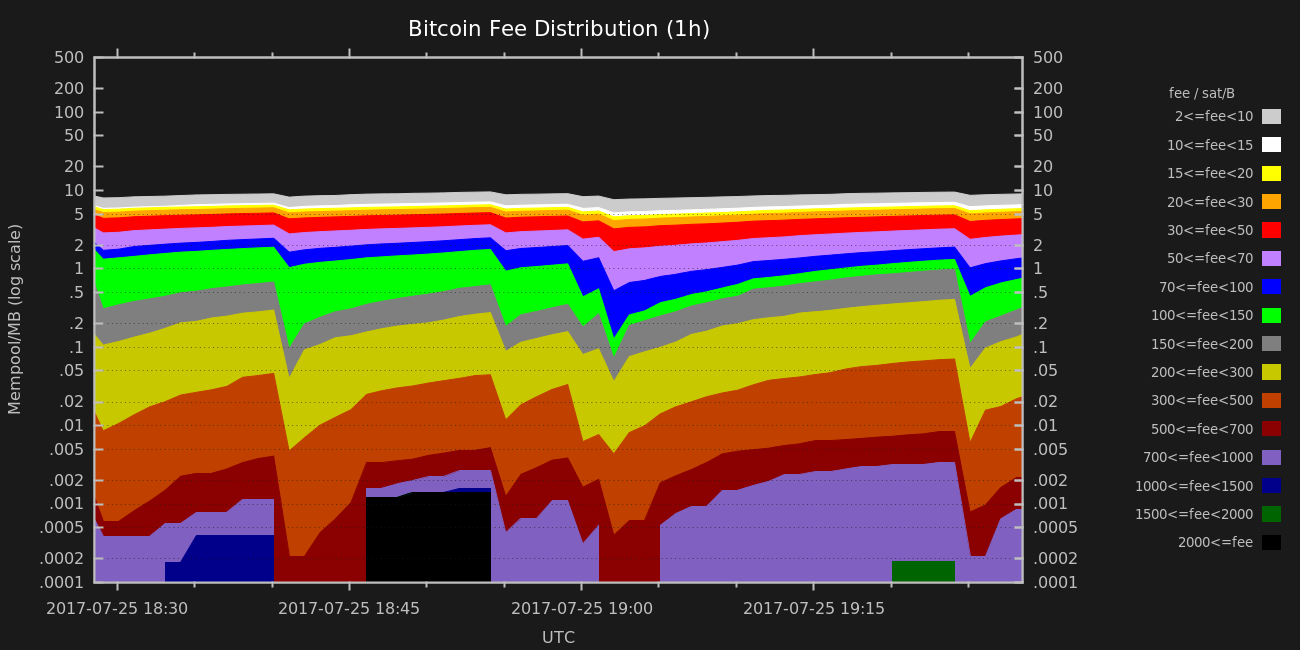 Bitcoin Fee Distribution (1h)
500
200
100
50
20
10
5
2
1
.5
.2
.1
.05
.02
.01
.005
.002
.001
.0005
.0002
.0001
Mempool/MB (log scale)
500
200
100
50
20
10
5
2
1
.5
.2
.1
.05
.02
.01
.005
.002
.001
.0005
.0002
.0001
2017-07-25 18:30
2017-07-25 18:45
2017-07-25 19:00
2017-07-25 19:15
UTC
fee / sat/B
2<=fee<10
10<=fee<15
15<=fee<20
20<=fee<30
30<=fee<50
50<=fee<70
70<=fee<100
100<=fee<150
150<=fee<200
200<=fee<300
300<=fee<500
500<=fee<700
700<=fee<1000
1000<=fee<1500
1500<=fee<2000
2000<=fee